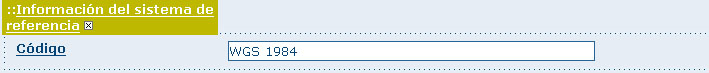 ::Información del sistema de
referencia
Código
WGS 1984